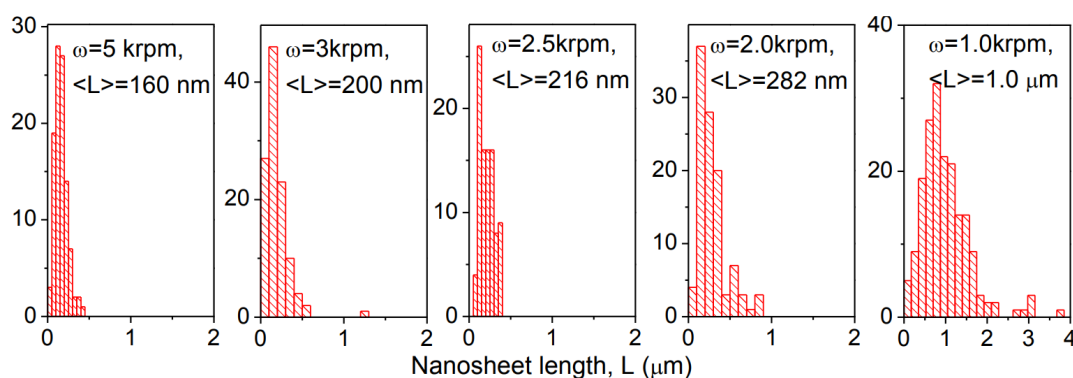 ω=5 krpm,
<L>=160 nm
ω=3krpm,
<L>=200 nm
ω=2.5krpm,
<L>=216 nm
ω=2.0krpm,
<L>=282 nm
ω=1.0krpm,
<L>=1.0 μm
30
20
10
0
0 1 2
40
20
0
0 1 2
20
10
0
0 1 2
30
20
10
0
0 1 2
40
20
0
0 1 2 3 4
Nanosheet length, L (μm)